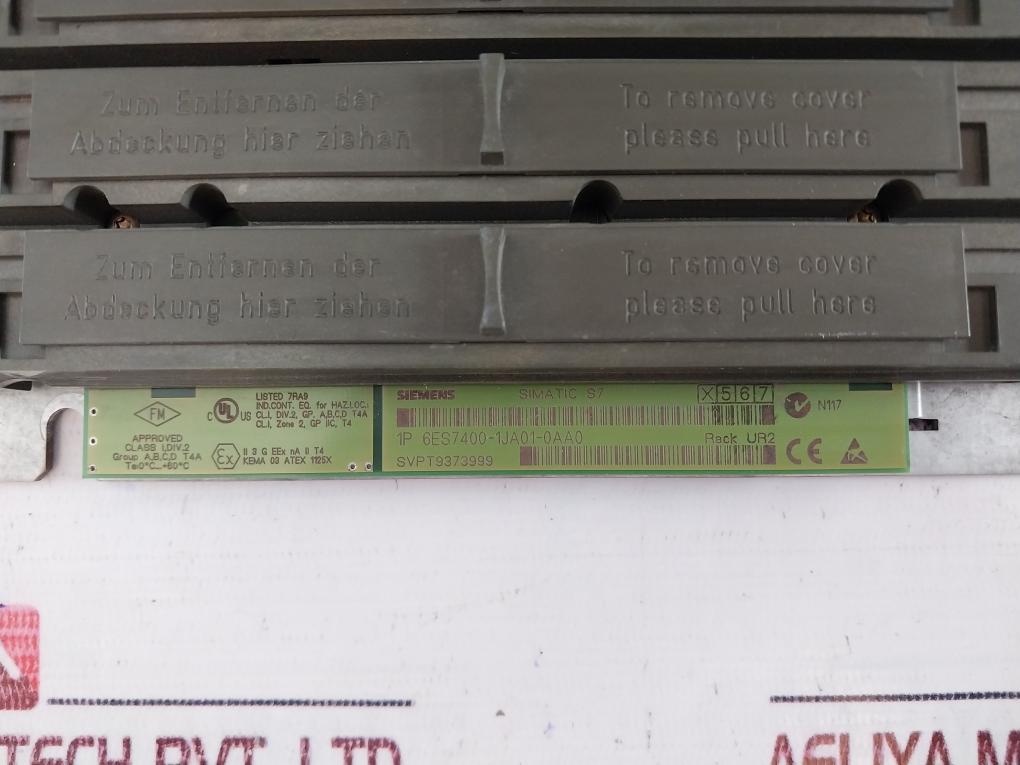 Zum Entfernen der
Abdeckung hier ziehen
To remove cover
please pull here
Zum Entfernen der
Abdeckung hier ziehen
To remove cover
please pull here
FM
APPROVED
CLASS I,DIV.2
Group A,B,C,D T4A
Ta:0°C...+60°C
C UL US
LISTED 7RA9
IND.CONT. EQ. for HAZ.LOC.:
CL.I, DIV.2, GP. A,B,C,D T4A
CL.I, Zone 2, GP IIC, T4
Ex
II 3 G EEx nA II T4
KEMA 03 ATEX 1125X
SIEMENS SIMATIC S7 X 5 6 7
N117
1P 6ES7400-1JA01-0AA0 Rack UR2
SVPT9373999
CE
TECH PVT. LTD